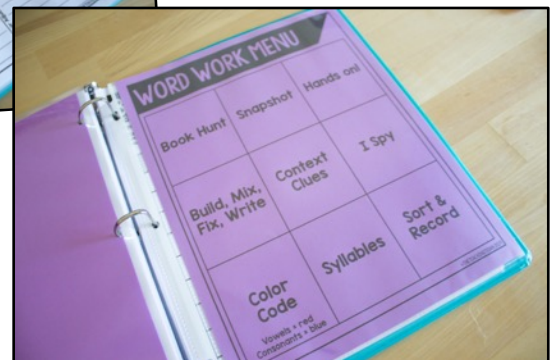 WORD WORK MENU
Book Hunt
Snapshot
Hands on!
Build, Mix,
Fix, Write
Context
Clues
I Spy
Color
Code
Vowels = red
Consonants = blue
Syllables
Sort &
Record